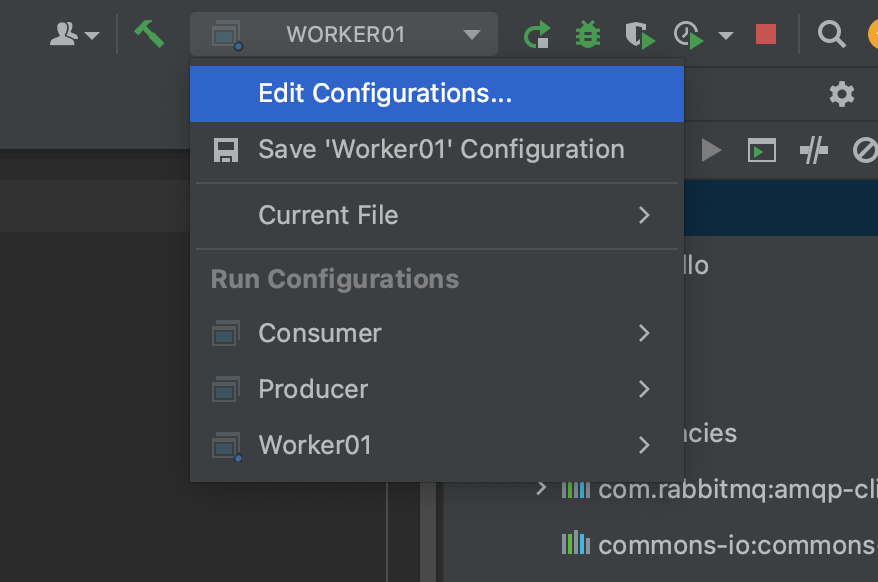 WORKER01
Edit Configurations...
Save 'Worker01' Configuration
Current File
llo
Run Configurations
Consumer
Producer
ncies
Worker01
com.rabbitmq:amqp-cli
commons-io:commons-